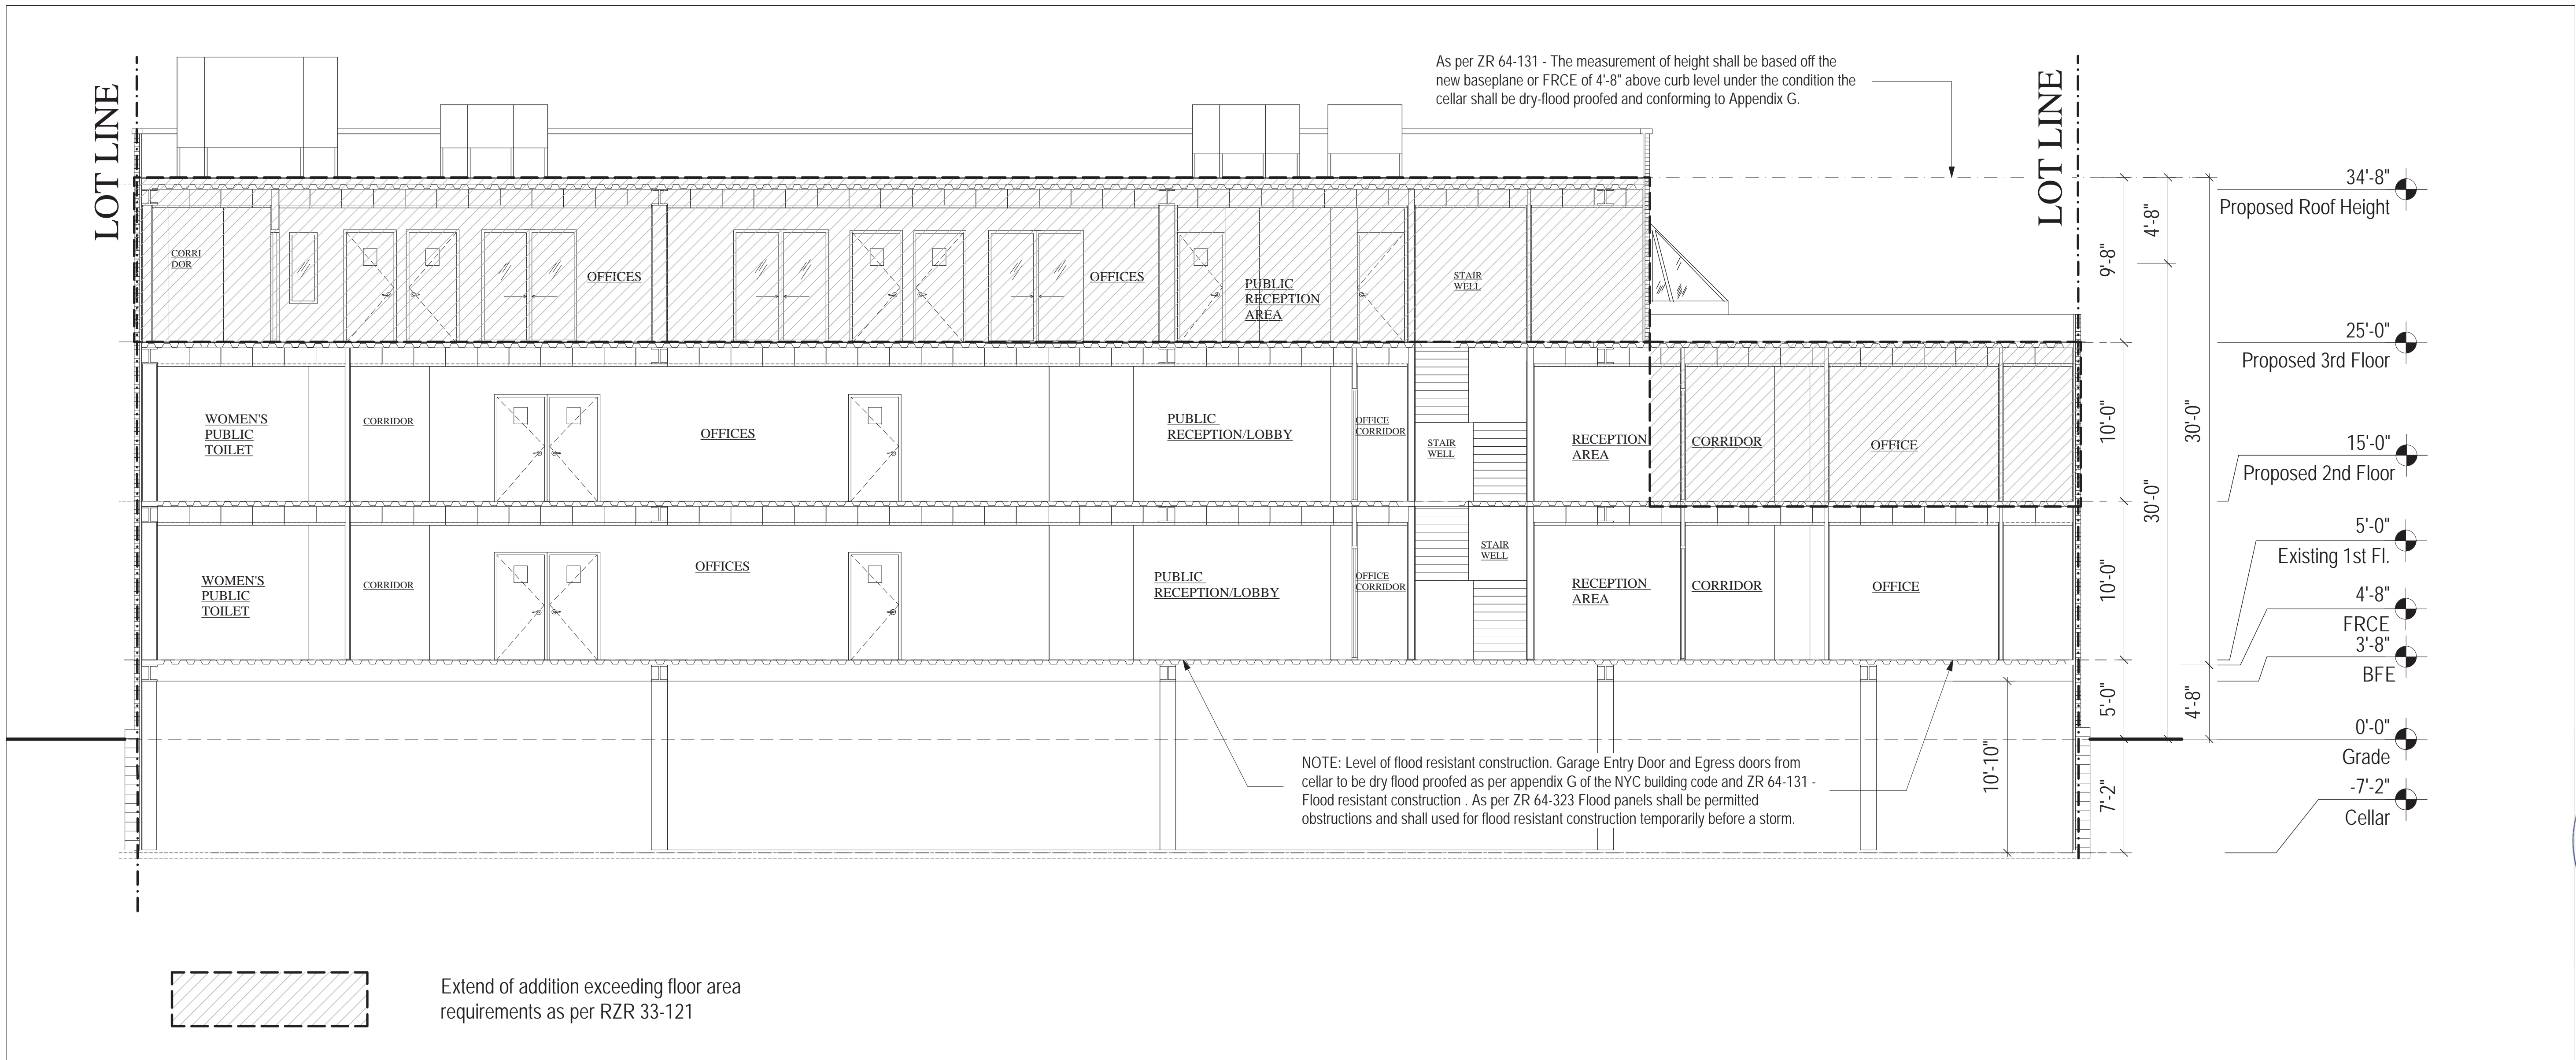 LOT LINE
As per ZR 64-131 - The measurement of height shall be based off the
new baseplane or FRCE of 4'-8" above curb level under the condition the
cellar shall be dry-flood proofed and conforming to Appendix G.
LOT LINE
34'-8"
Proposed Roof Height
4'-8"
9'-8"
CORRI
DOR
OFFICES
OFFICES
PUBLIC
RECEPTION
AREA
STAIR
WELL
25'-0"
Proposed 3rd Floor
WOMEN'S
PUBLIC
TOILET
CORRIDOR
OFFICES
PUBLIC
RECEPTION/LOBBY
OFFICE
CORRIDOR
STAIR
WELL
RECEPTION
AREA
CORRIDOR
OFFICE
10'-0"
30'-0"
15'-0"
Proposed 2nd Floor
30'-0"
5'-0"
Existing 1st Fl.
WOMEN'S
PUBLIC
TOILET
CORRIDOR
OFFICES
PUBLIC
RECEPTION/LOBBY
OFFICE
CORRIDOR
STAIR
WELL
RECEPTION
AREA
CORRIDOR
OFFICE
10'-0"
4'-8"
FRCE
3'-8"
BFE
5'-0"
4'-8"
0'-0"
Grade
NOTE: Level of flood resistant construction. Garage Entry Door and Egress doors from
cellar to be dry flood proofed as per appendix G of the NYC building code and ZR 64-131 -
Flood resistant construction . As per ZR 64-323 Flood panels shall be permitted
obstructions and shall used for flood resistant construction temporarily before a storm.
10'-10"
7'-2"
-7'-2"
Cellar
Extend of addition exceeding floor area
requirements as per RZR 33-121